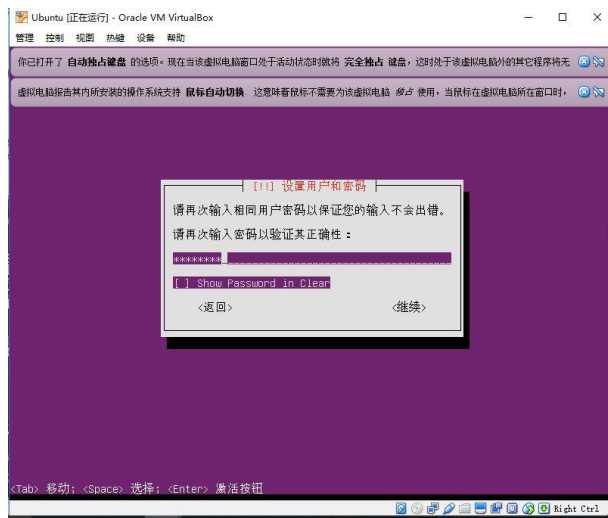 Ubuntu [正在运行] - Oracle VM VirtualBox
管理 控制 视图 热键 设备 帮助
你已打开了 自动独占键盘 的选项。现在当该虚拟电脑窗口处于活动状态时就将 完全独占 键盘，这时处于该虚拟电脑外的其它程序将无
虚拟电脑报告其内所安装的操作系统支持 鼠标自动切换 这意味着鼠标不需要为该虚拟电脑 独占 使用，当鼠标在虚拟电脑所在窗口时，
[!!] 设置用户和密码
请再次输入相同用户密码以保证您的输入不会出错。
请再次输入密码以验证其正确性：
********
[ ] Show Password in Clear
<返回> <继续>
<Tab> 移动; <Space> 选择; <Enter> 激活按钮
Right Ctrl